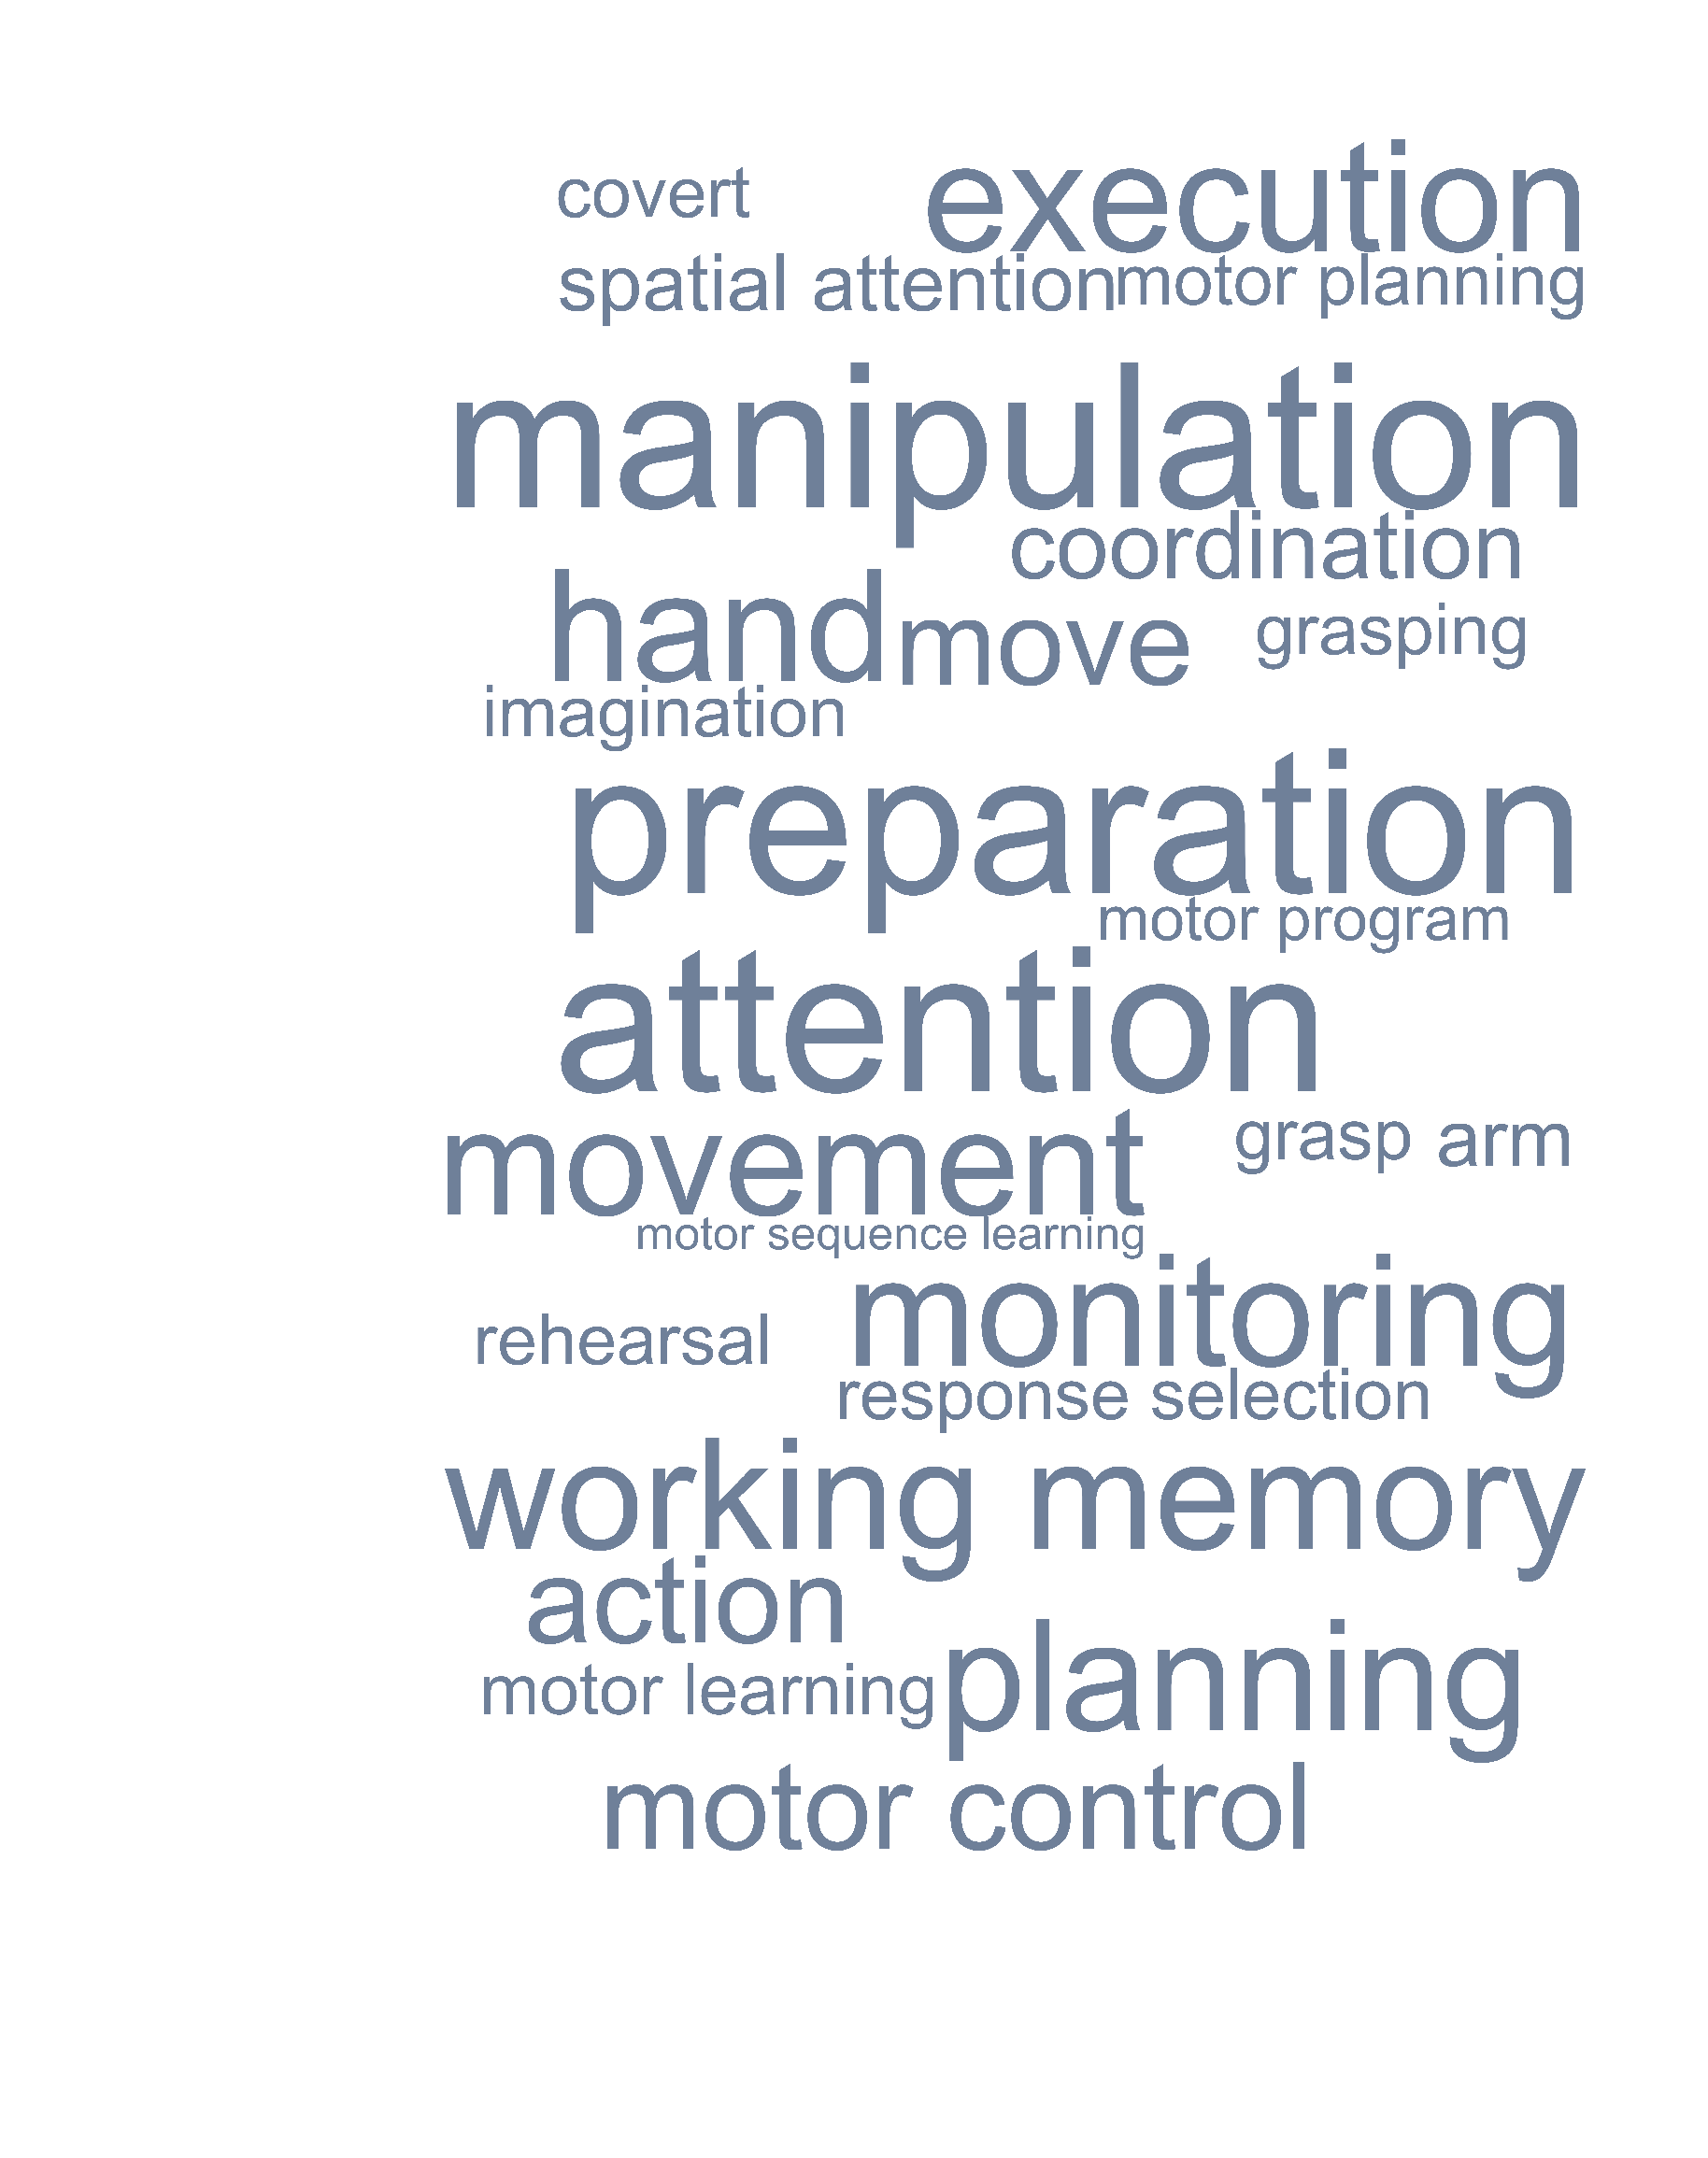 covert execution
spatial attention motor planning
manipulation
coordination
hand move grasping
imagination
preparation
motor program
attention
movement grasp arm
motor sequence learning
monitoring
rehearsal
response selection
working memory
action
motor learning planning
motor control